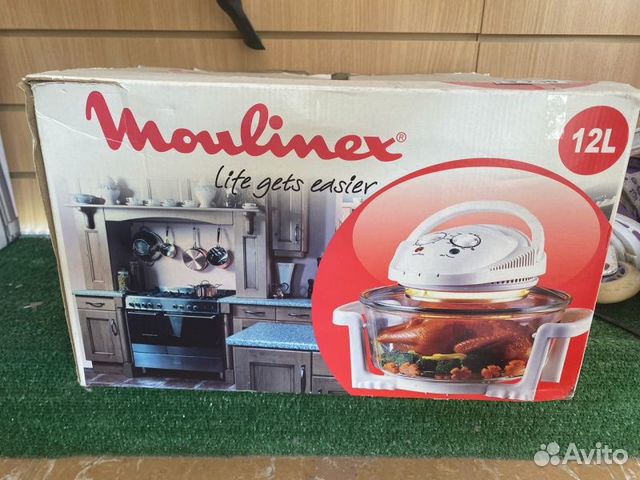 Moulinex®
life gets easier
12L
Avito